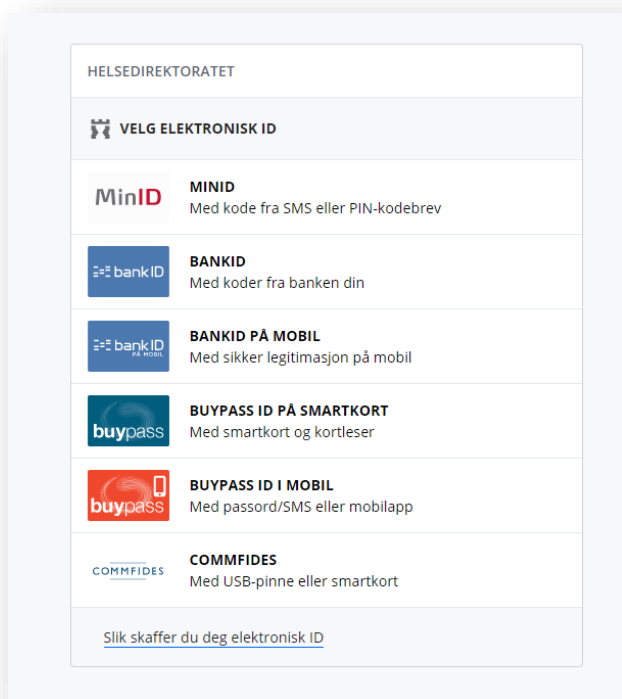 HELSEDIREKTORATET
VELG ELEKTRONISK ID
MinID
MINID
Med kode fra SMS eller PIN-kodebrev
bankID
BANKID
Med koder fra banken din
bankID
PÅ MOBIL
BANKID PÅ MOBIL
Med sikker legitimasjon på mobil
buypass
BUYPASS ID PÅ SMARTKORT
Med smartkort og kortleser
buypass
BUYPASS ID I MOBIL
Med passord/SMS eller mobilapp
COMMFIDES
COMMFIDES
Med USB-pinne eller smartkort
Slik skaffer du deg elektronisk ID